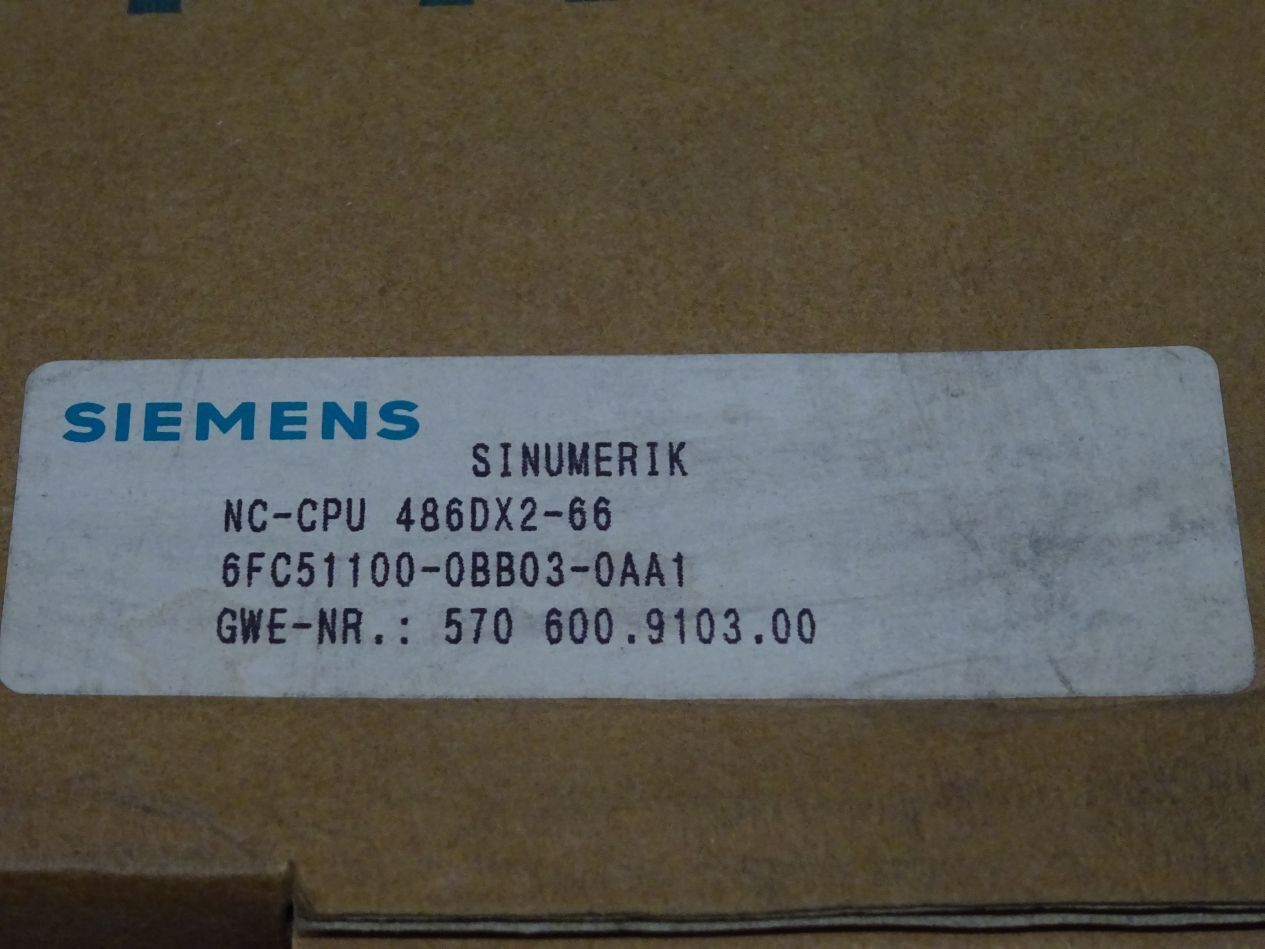 SIEMENS
SINUMERIK
NC-CPU 486DX2-66
6FC51100-0BB03-0AA1
GWE-NR.: 570 600.9103.00